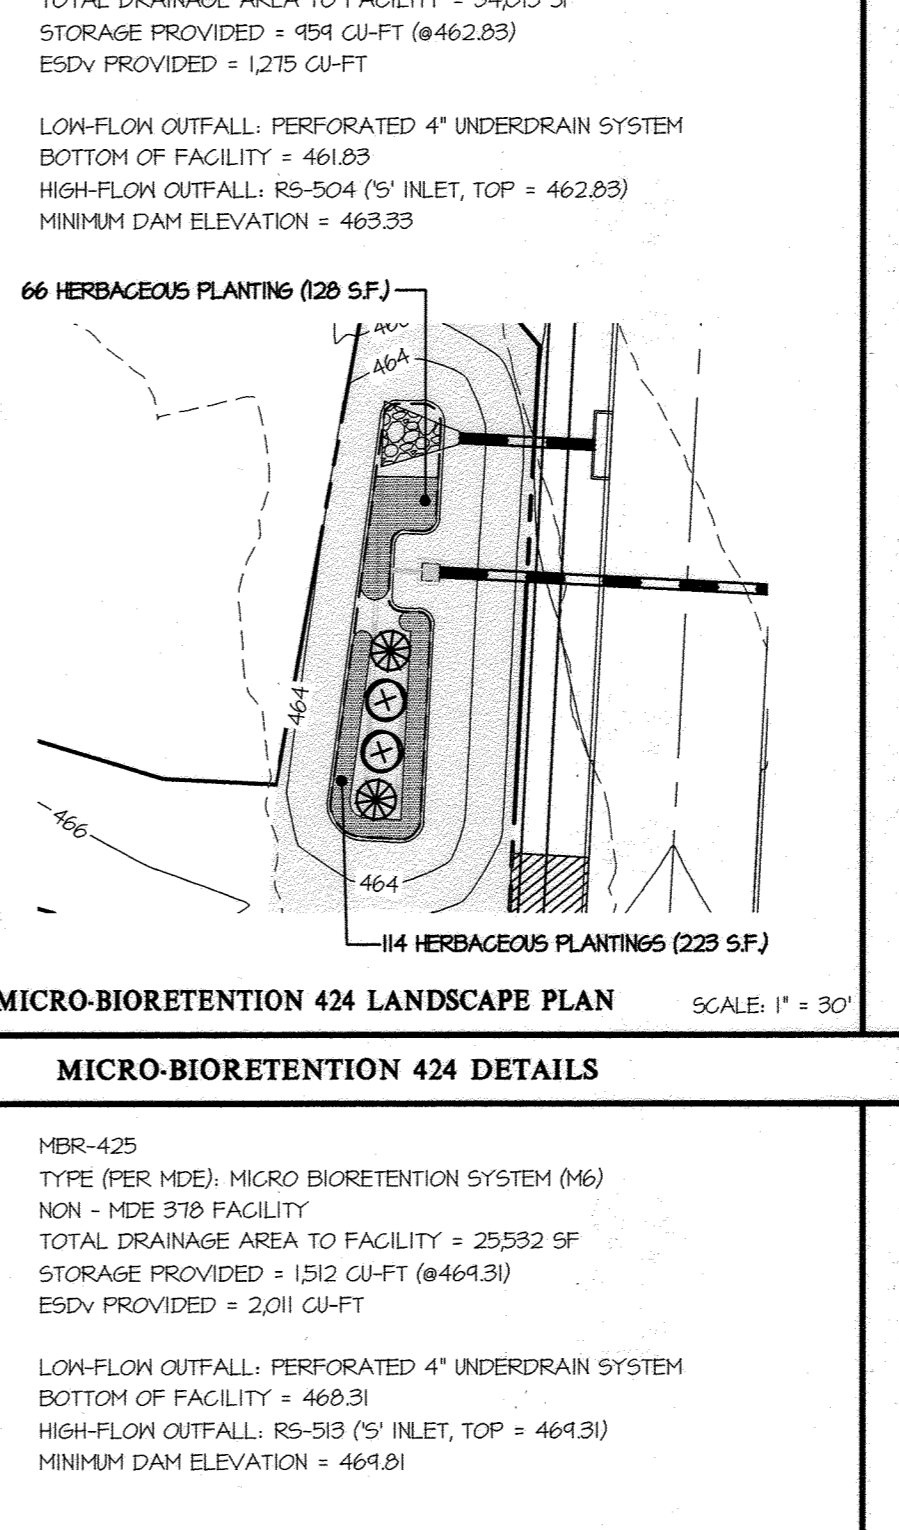 TOTAL DRAINAGE AREA TO FACILITY =
STORAGE PROVIDED = 959 CU-FT (@462.83)
ESDv PROVIDED = 1,275 CU-FT
LOW-FLOW OUTFALL: PERFORATED 4" UNDERDRAIN SYSTEM
BOTTOM OF FACILITY = 461.83
HIGH-FLOW OUTFALL: RS-504 ('S' INLET, TOP = 462.83)
MINIMUM DAM ELEVATION = 463.33
66 HERBACEOUS PLANTING (128 S.F.)
464
464
466
464
114 HERBACEOUS PLANTINGS (223 S.F.)
MICRO-BIORETENTION 424 LANDSCAPE PLAN
SCALE: 1" = 30'
MICRO-BIORETENTION 424 DETAILS
MBR-425
TYPE (PER MDE): MICRO BIORETENTION SYSTEM (M6)
NON - MDE 378 FACILITY
TOTAL DRAINAGE AREA TO FACILITY = 25,532 SF
STORAGE PROVIDED = 1,512 CU-FT (@469.31)
ESDv PROVIDED = 2,011 CU-FT
LOW-FLOW OUTFALL: PERFORATED 4" UNDERDRAIN SYSTEM
BOTTOM OF FACILITY = 468.31
HIGH-FLOW OUTFALL: RS-513 ('S' INLET, TOP = 469.31)
MINIMUM DAM ELEVATION = 469.81